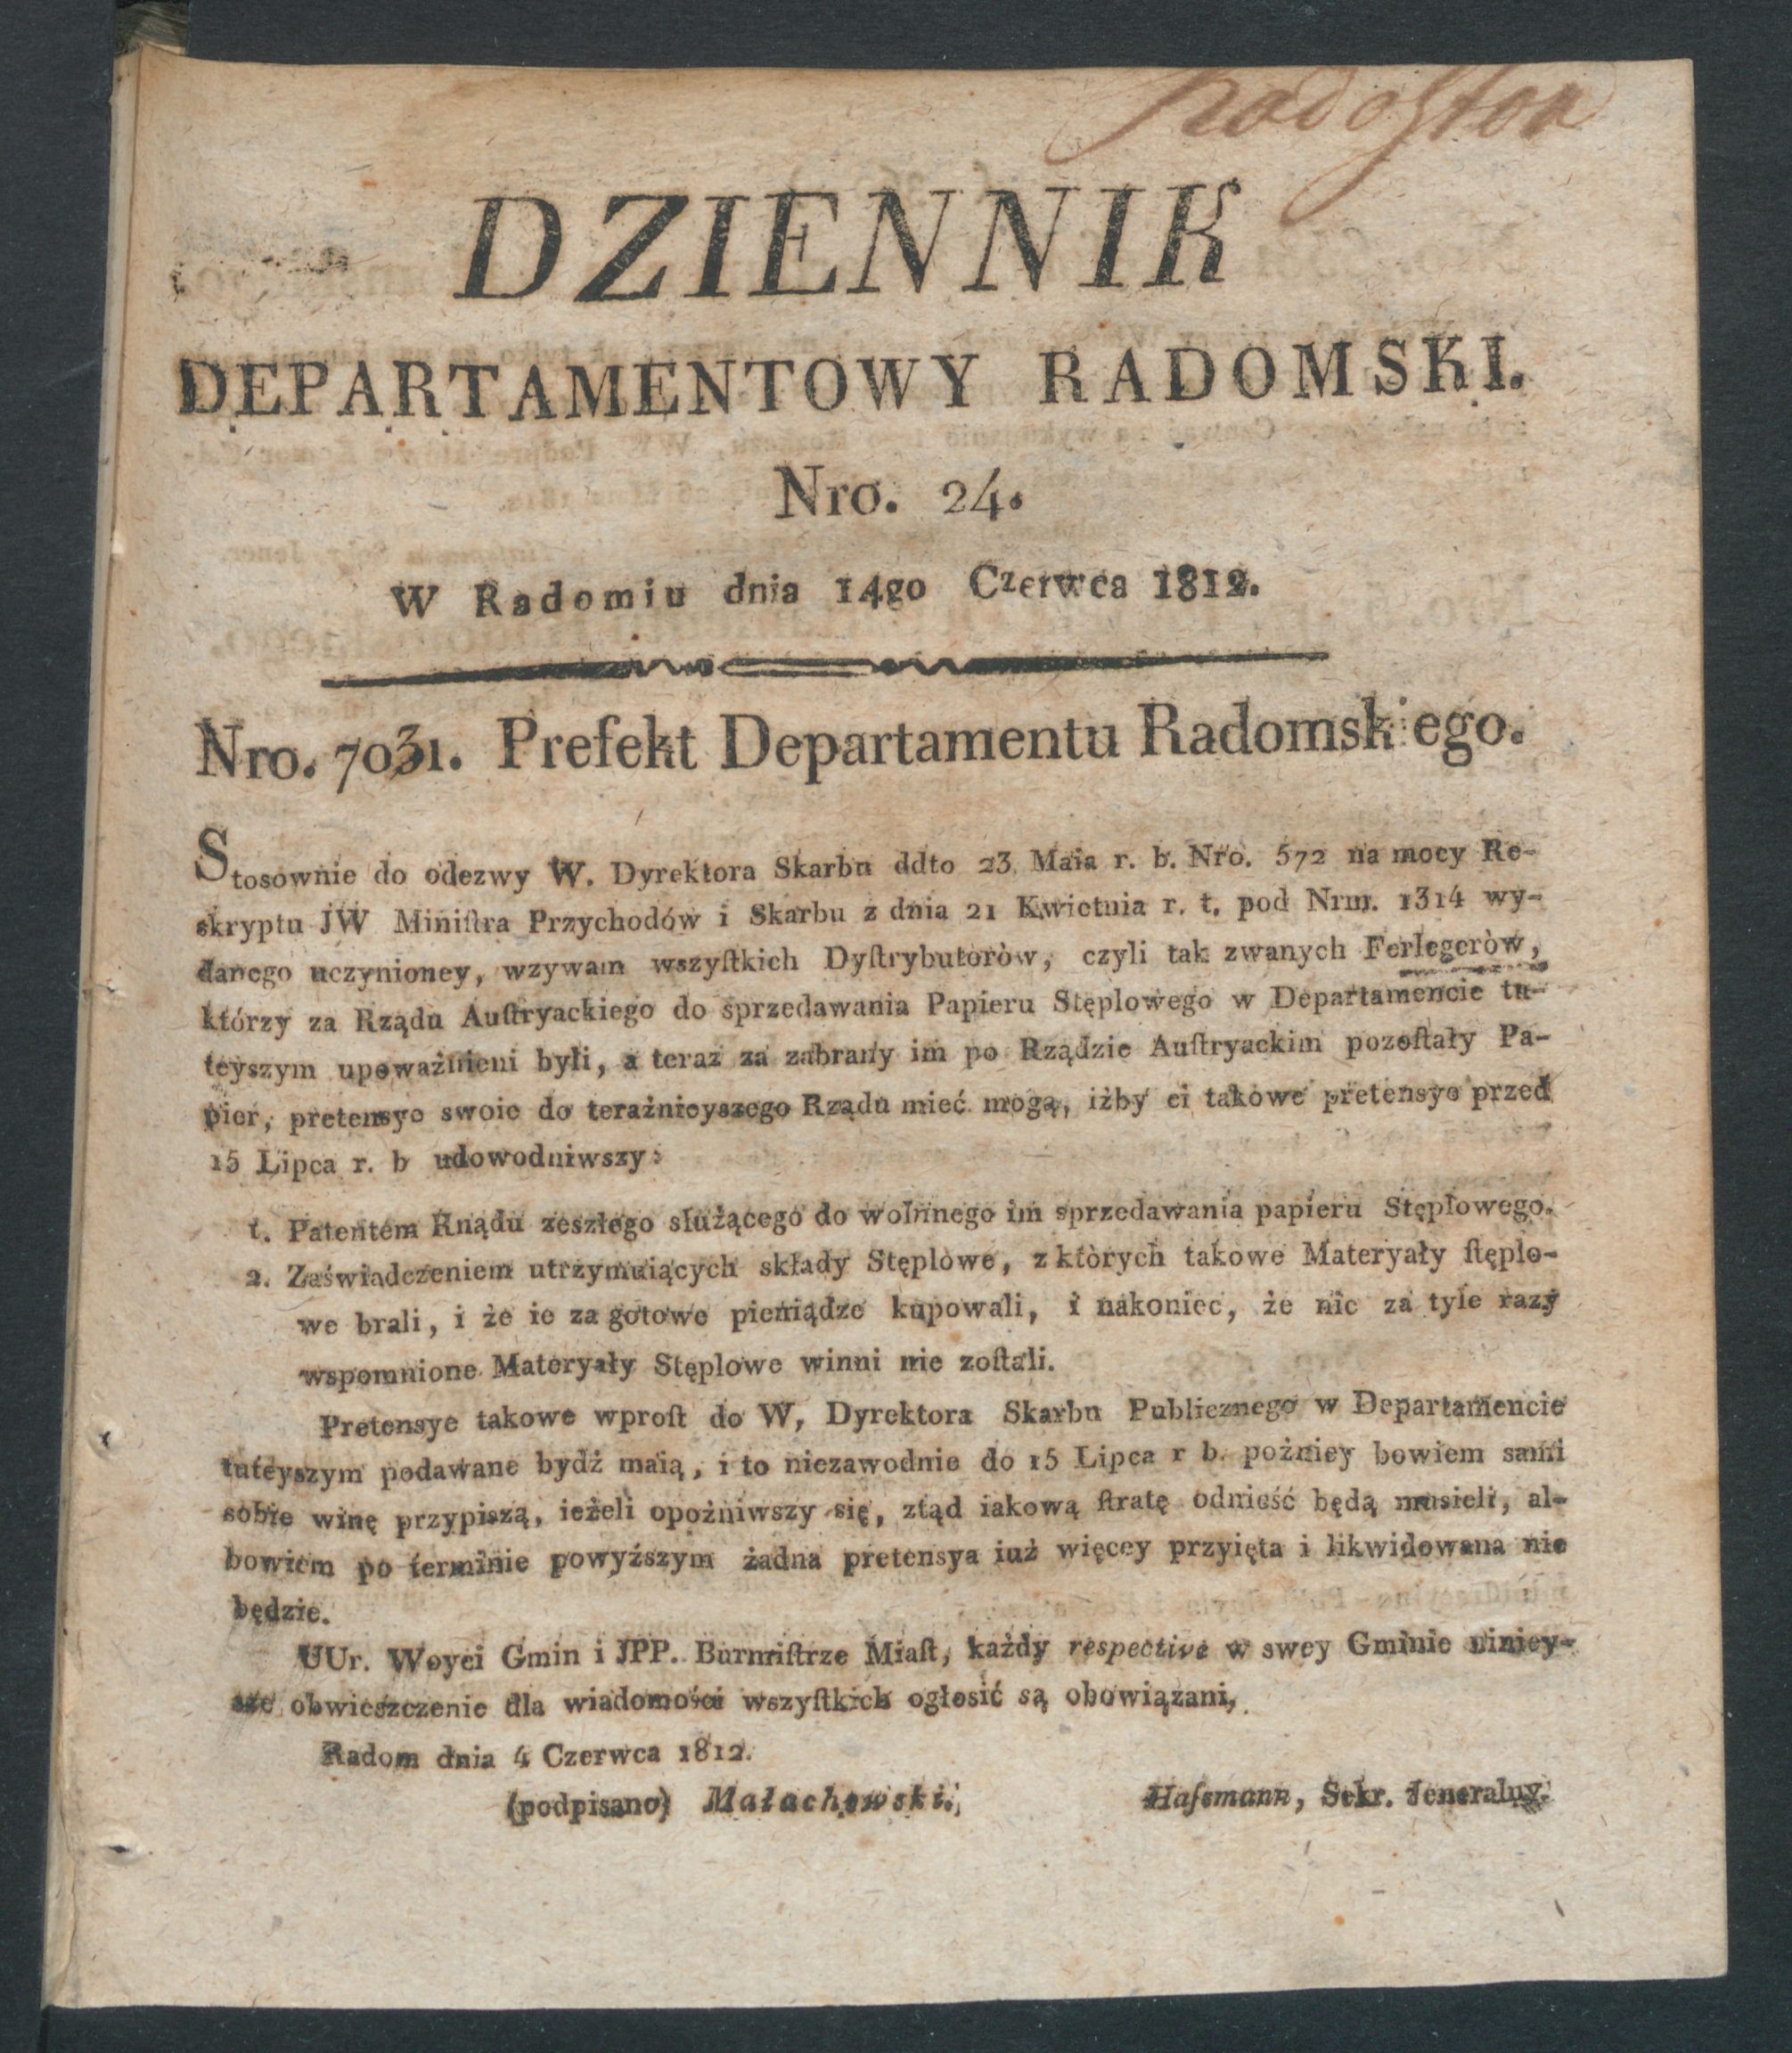 Radoszton
DZIENNIK
DEPARTAMENTOWY RADOMSKI.
Nro. 24.
W Radomiu dnia 14go Czerwca 1812.
Nro. 7031. Prefekt Departamentu Radomskiego.
Stosownie do odezwy W. Dyrektora Skarbu ddto 23 Maia r. b. Nro. 572 na mocy Re-
skryptu JW Miniſtra Przychodów i Skarbu z dnia 21 Kwietnia r. t. pod Nrm. 1314 wy-
danego uczynioney, wzywam wszyſtkich Dyſtrybutoròw, czyli tak zwanych Ferlegeròw,
którzy za Rządu Auſtryackiego do sprzedawania Papieru Stęplowego w Departamencie tu-
teyszym upoważnieni byli, a teraz za zabrany im po Rządzie Auſtryackim pozoſtały Pa-
pier, pretensye swoie do teraźnieyszego Rządu mieć mogą, iżby ci takowe pretensye przed
15 Lipca r. b udowodniwszy:
1. Patentem Rnądu zeszłego służącego do wolnnego im sprzedawania papieru Stęplowego.
2. Zaświadczeniem utrzymuiących składy Stęplowe, z których takowe Materyały ſtęplo-
we brali, i że ie za gotowe pieniądze kupowali, i nakoniec, że nic za tyle razy
wspomnione Materyały Stęplowe winni nie zoſtali.
Pretensye takowe wproſt do W, Dyrektora Skarbu Publicznego w Departamencie
tuteyszym podawane bydź maią, i to niezawodnie do 15 Lipca r b. poźniey bowiem sami
sobie winę przypiszą, ieżeli opoźniwszy się, ztąd iakową ſtratę odnieść będą musieli, al-
bowiem po terminie powyższym żadna pretensya iuż więcey przyięta i likwidowana nie
będzie.
UUr. Woyci Gmin i JPP. Burmiſtrze Miaſt, każdy respective w swey Gminie niniey-
sze obwieszczenie dla wiadomości wszyſtkich ogłosić są obowiązani,
Radom dnia 4 Czerwca 1812.
(podpisano) Małachowski. Haſsmann, Sekr. Jeneralny.